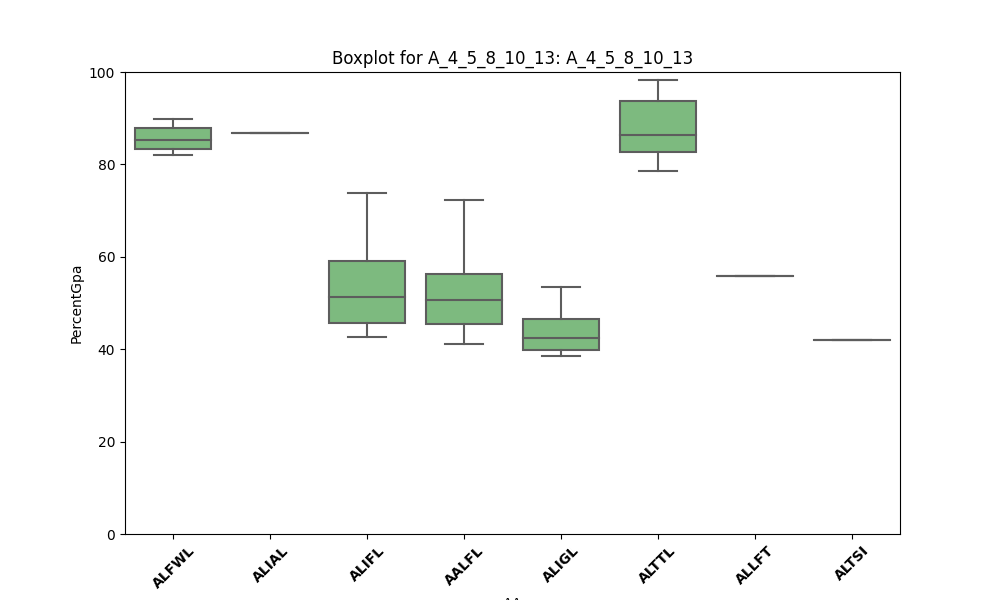 Boxplot for A_4_5_8_10_13: A_4_5_8_10_13
100
80
60
40
20
0
PercentGpa
ALFWL
ALIAL
ALIFL
AALFL
ALIGL
ALTTL
ALLFT
ALTSI